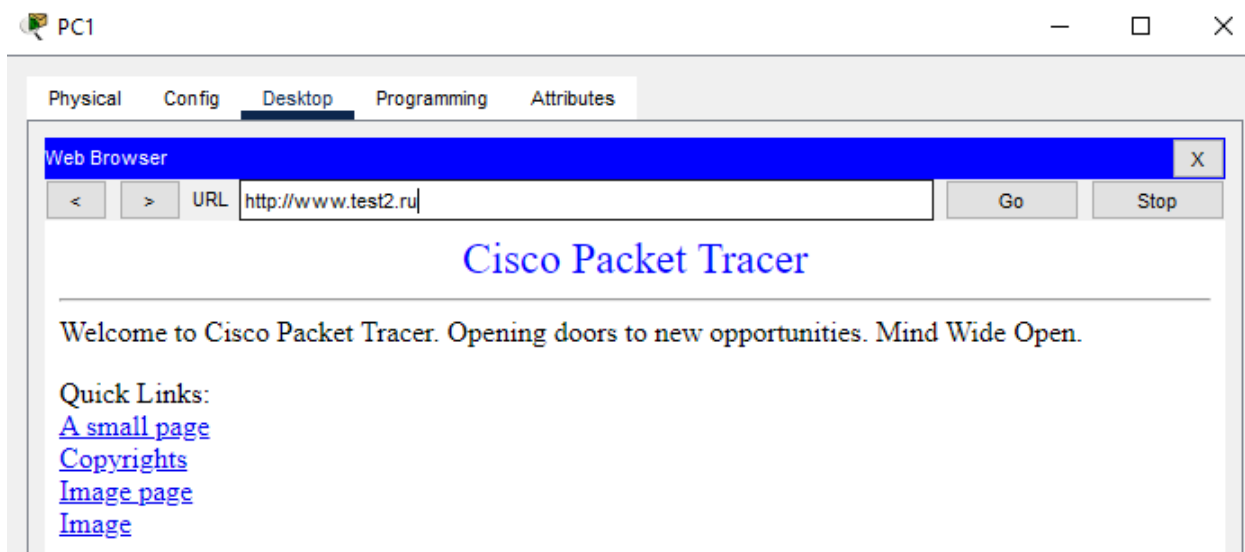 PC1
Physical Config Desktop Programming Attributes
Web Browser
X
< > URL http://www.test2.ru Go Stop
Cisco Packet Tracer
Welcome to Cisco Packet Tracer. Opening doors to new opportunities. Mind Wide Open.
Quick Links:
A small page
Copyrights
Image page
Image